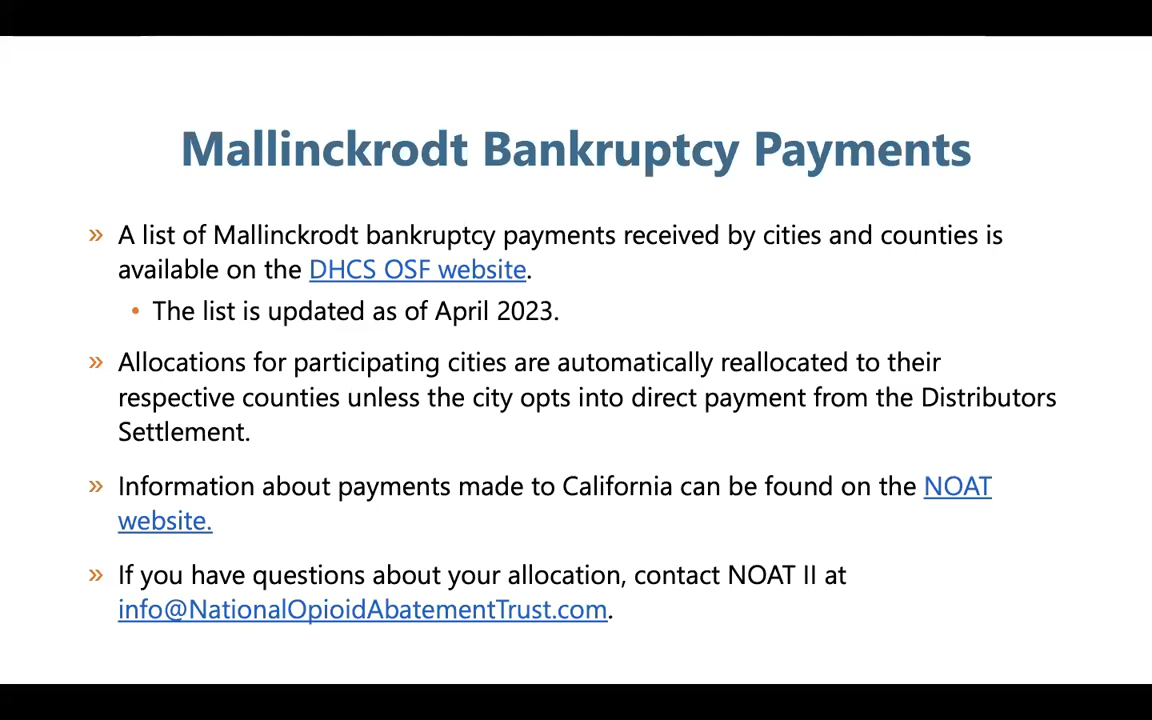 Mallinckrodt Bankruptcy Payments
» A list of Mallinckrodt bankruptcy payments received by cities and counties is
available on the DHCS OSF website.
• The list is updated as of April 2023.
» Allocations for participating cities are automatically reallocated to their
respective counties unless the city opts into direct payment from the Distributors
Settlement.
» Information about payments made to California can be found on the NOAT
website.
» If you have questions about your allocation, contact NOAT II at
info@NationalOpioidAbatementTrust.com.